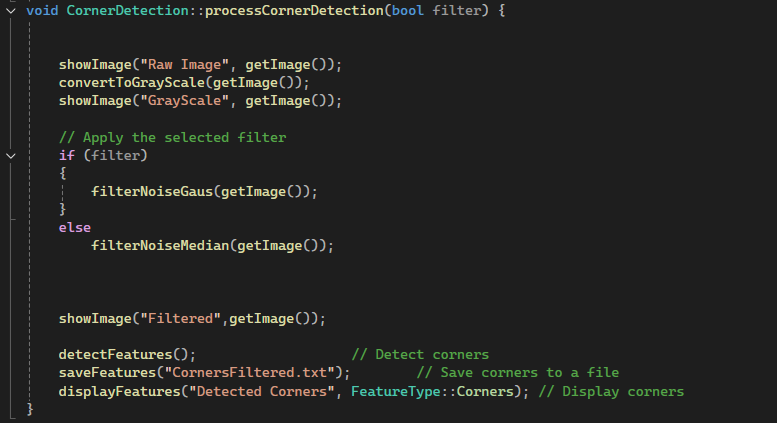 void CornerDetection::processCornerDetection(bool filter) {
showImage("Raw Image", getImage());
convertToGrayScale(getImage());
showImage("GrayScale", getImage());
// Apply the selected filter
if (filter)
{
filterNoiseGaus(getImage());
}
else
filterNoiseMedian(getImage());
showImage("Filtered",getImage());
detectFeatures(); // Detect corners
saveFeatures("CornersFiltered.txt"); // Save corners to a file
displayFeatures("Detected Corners", FeatureType::Corners); // Display corners
}